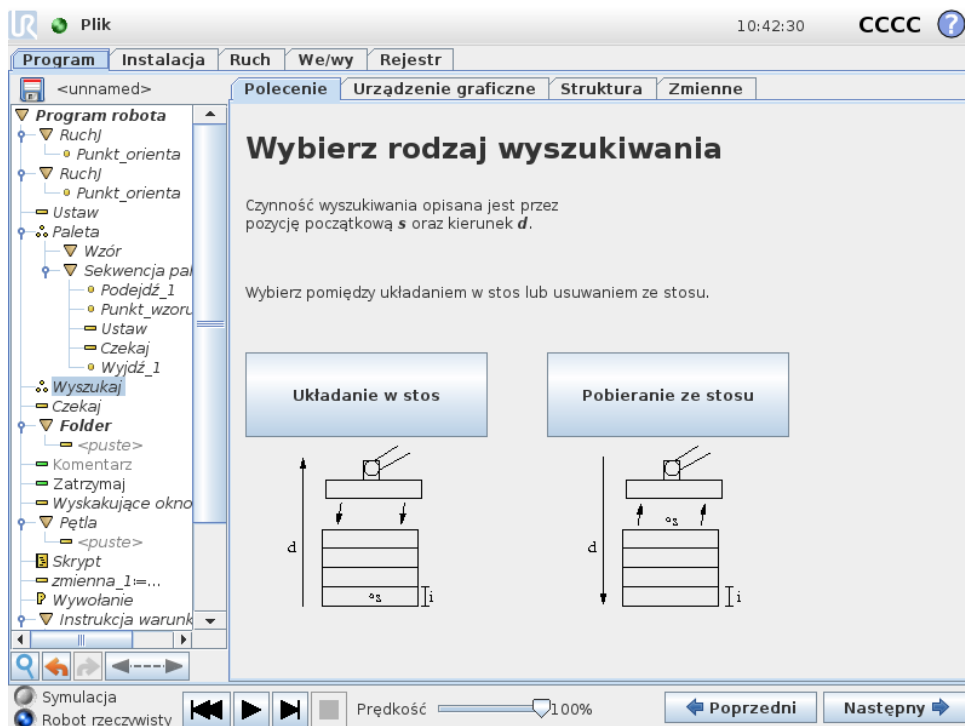 UR Plik 10:42:30 CCCC ?
Program Instalacja Ruch We/wy Rejestr
<unnamed>
Polecenie Urządzenie graficzne Struktura Zmienne
Program robota
RuchJ
Punkt_orienta
RuchJ
Punkt_orienta
Ustaw
Paleta
Wzór
Sekwencja pal
Podejdź_1
Punkt_wzoru
Ustaw
Czekaj
Wyjdź_1
Wyszukaj
Czekaj
Folder
<puste>
Komentarz
Zatrzymaj
Wyskakujące okno
Pętla
<puste>
Skrypt
zmienna_1:=...
Wywołanie
Instrukcja warunk
Wybierz rodzaj wyszukiwania
Czynność wyszukiwania opisana jest przez
pozycję początkową s oraz kierunek d.
Wybierz pomiędzy układaniem w stos lub usuwaniem ze stosu.
Układanie w stos
Pobieranie ze stosu
d
s
i
d
s
i
Symulacja
Robot rzeczywisty
Prędkość 100%
Poprzedni
Następny